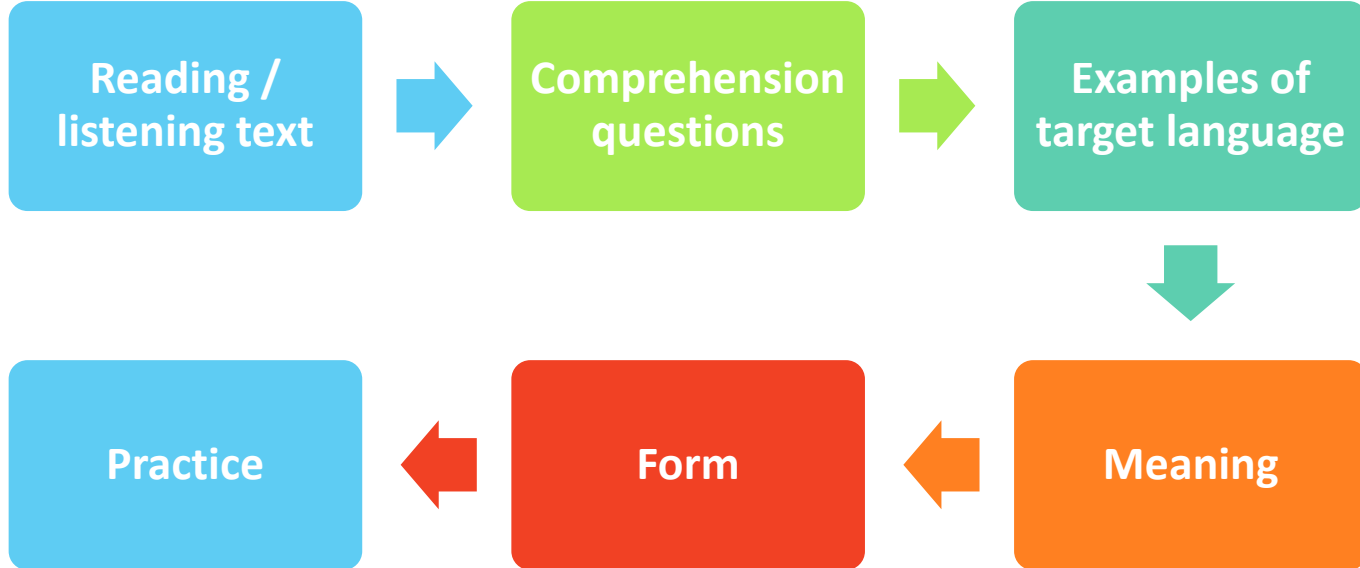 Reading /
listening text
Comprehension
questions
Examples of
target language
Meaning
Form
Practice